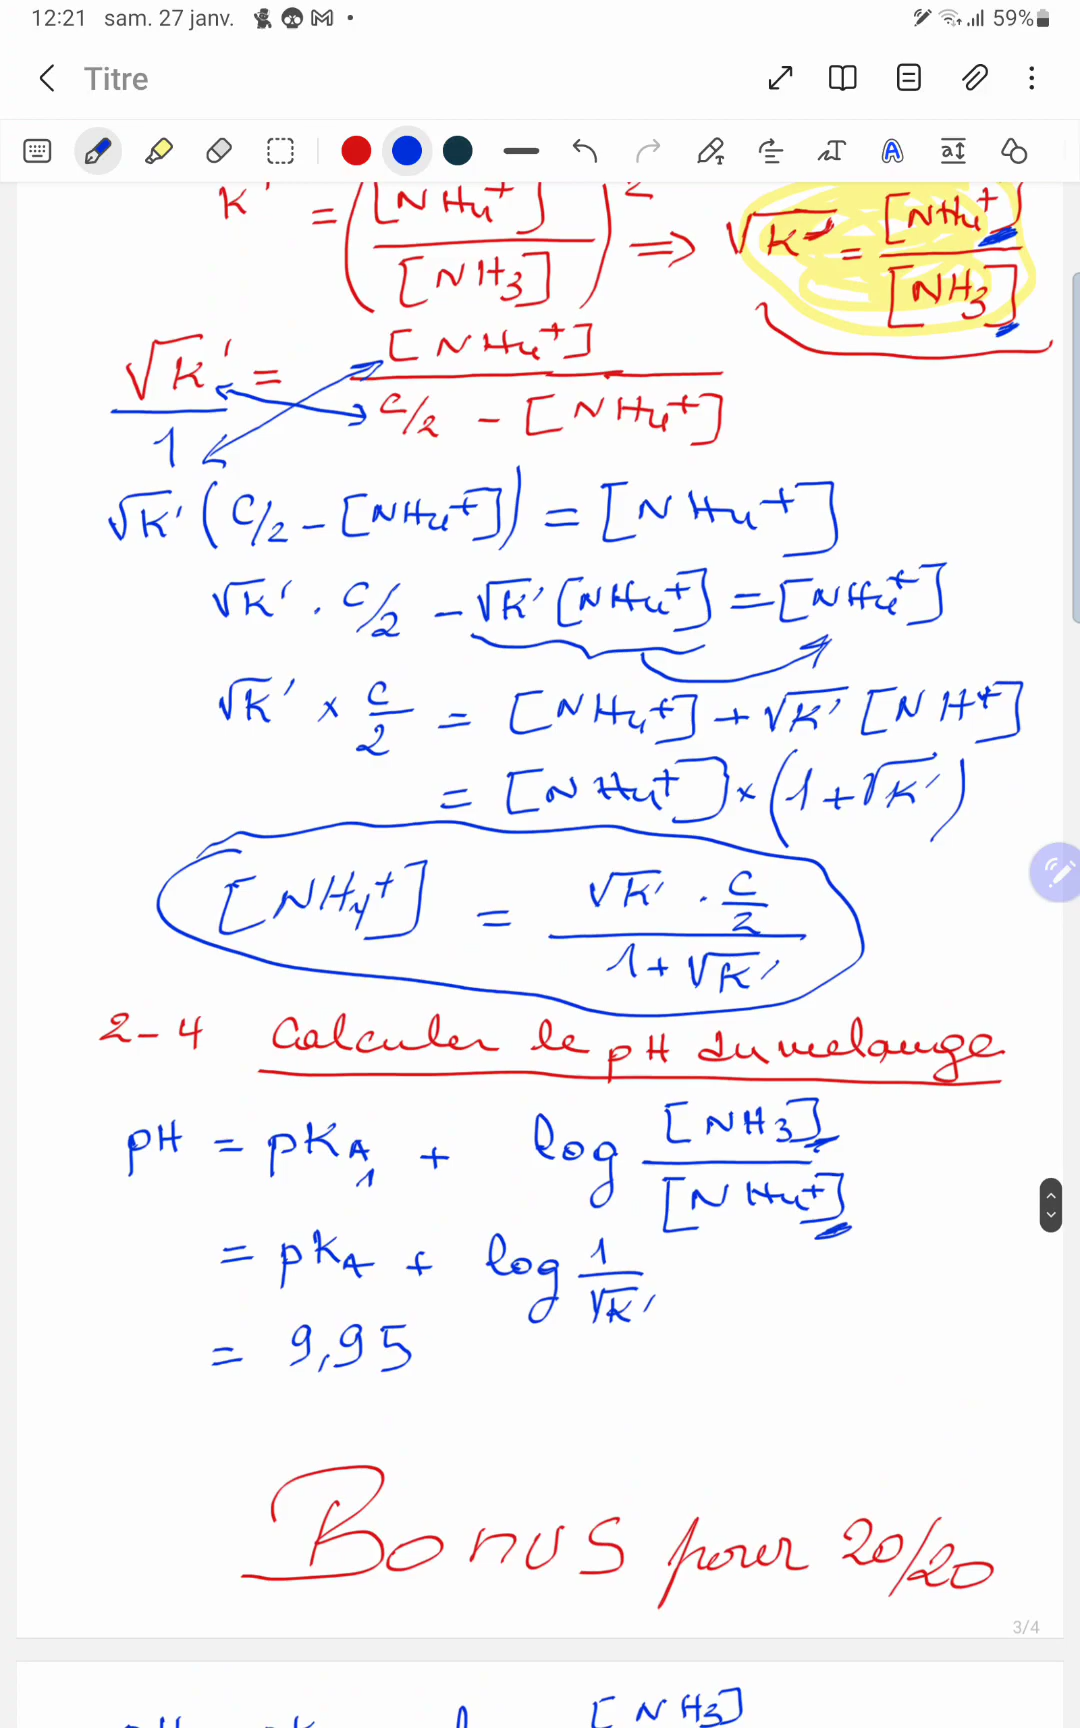 12:21 sam. 27 janv. 59%
Titre
K' = ([NH4+] / [NH3])² ⇒ √K' = [NH4+] / [NH3]
√K' / 1 = [NH4+] / (C/2 - [NH4+])
√K' (C/2 - [NH4+]) = [NH4+]
√K' . C/2 - √K' [NH4+] = [NH4+]
√K' × C/2 = [NH4+] + √K' [NH+]
= [NH4+] × (1 + √K')
[NH4+] = √K' . C/2 / (1 + √K')
2-4 Calculer le pH du melange
pH = pKA1 + log [NH3] / [NH4+]
= pKA + log 1 / √K'
= 9,95
Bonus pour 20/20
3/4
[NH3]